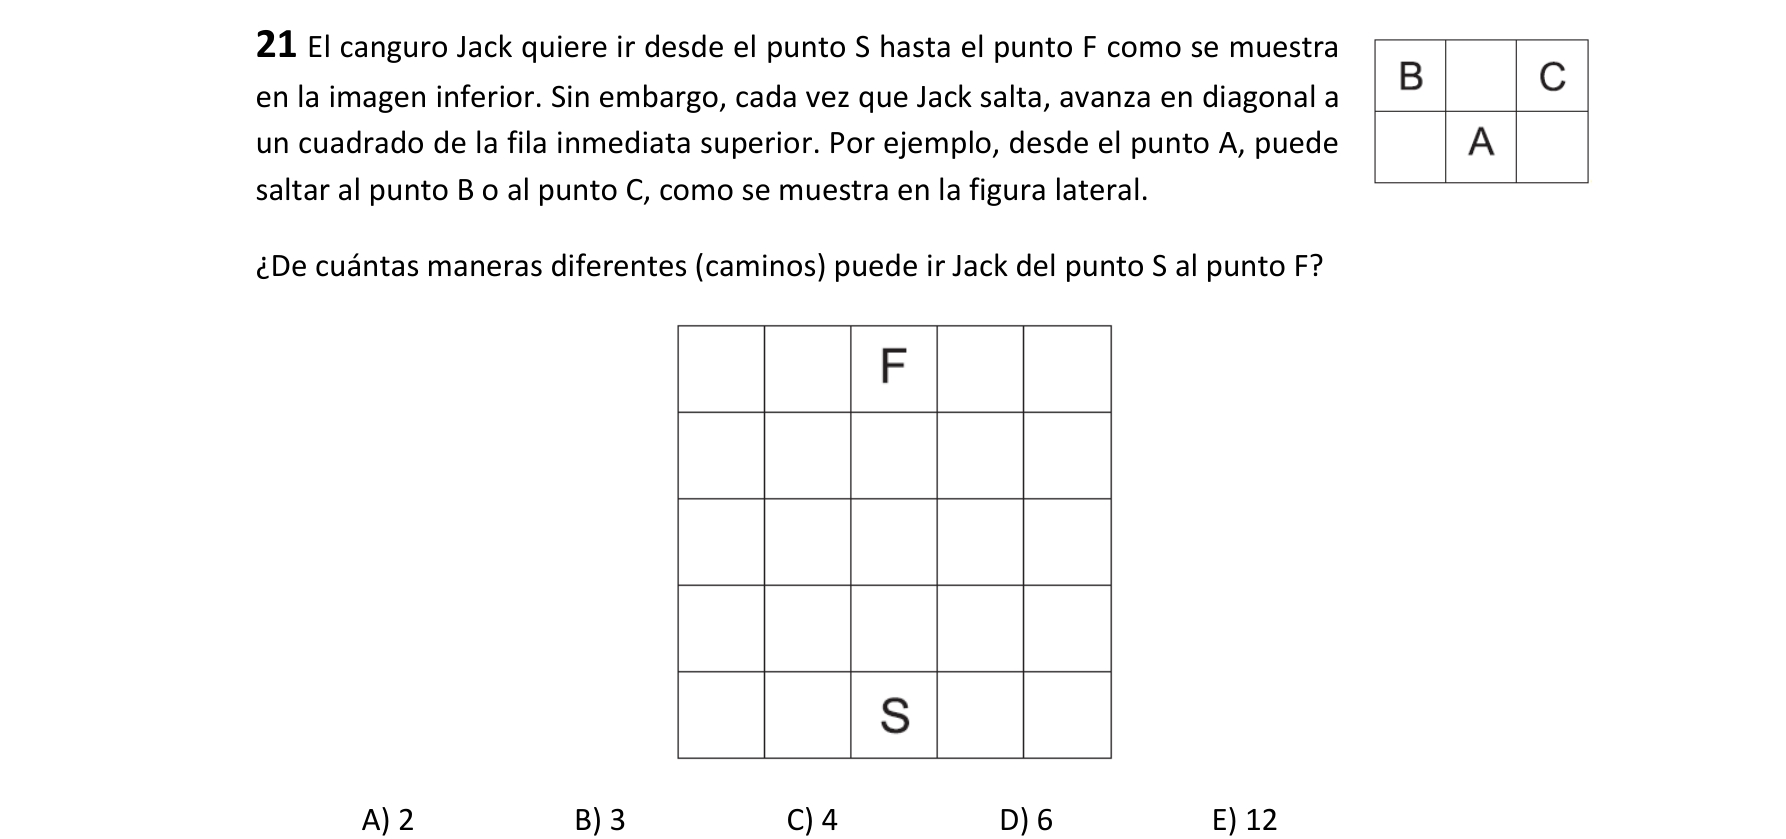 21 El canguro Jack quiere ir desde el punto S hasta el punto F como se muestra
en la imagen inferior. Sin embargo, cada vez que Jack salta, avanza en diagonal a
un cuadrado de la fila inmediata superior. Por ejemplo, desde el punto A, puede
saltar al punto B o al punto C, como se muestra en la figura lateral.
B C
A
¿De cuántas maneras diferentes (caminos) puede ir Jack del punto S al punto F?
F
S
A) 2 B) 3 C) 4 D) 6 E) 12